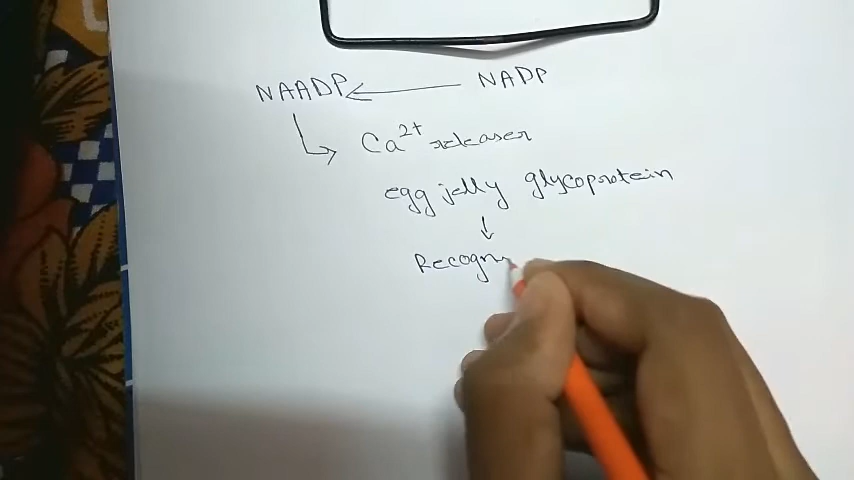 NAADP ← NADP
↳ Ca²⁺ releaser
egg jelly glycoprotein
↓
Recogn